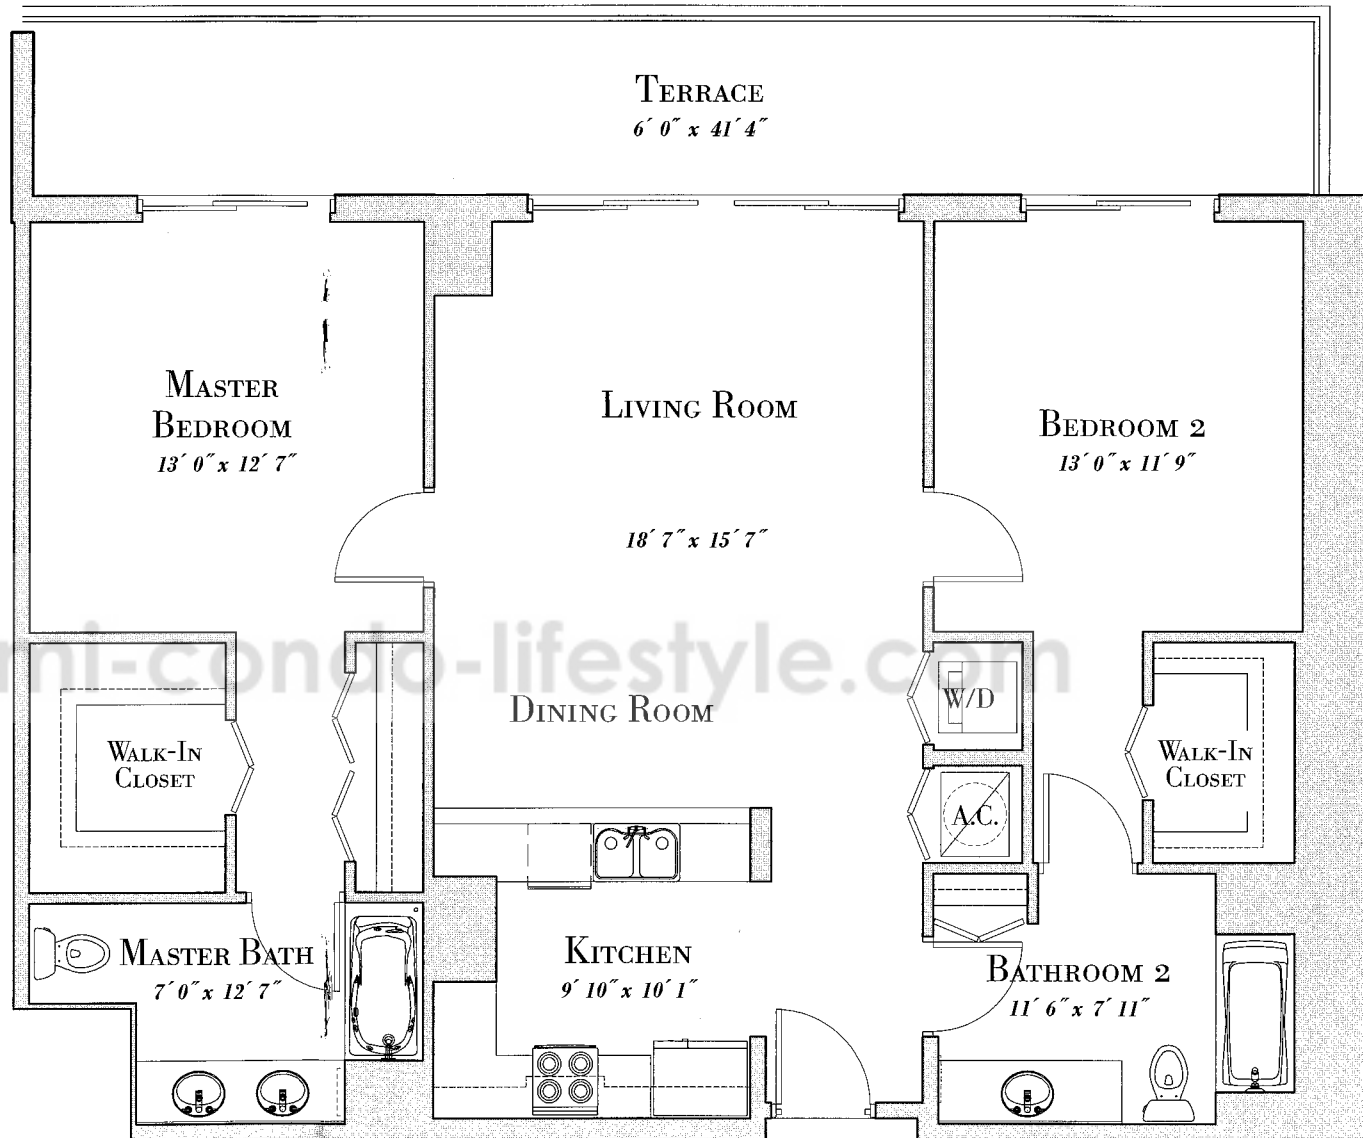 TERRACE
6´ 0˝ x 41´ 4˝
MASTER
BEDROOM
13´ 0˝ x 12´ 7˝
LIVING ROOM
18´ 7˝ x 15´ 7˝
BEDROOM 2
13´ 0˝ x 11´ 9˝
mi-condo-lifestyle.com
WALK-IN
CLOSET
DINING ROOM
W/D
A.C.
WALK-IN
CLOSET
MASTER BATH
7´ 0˝ x 12´ 7˝
KITCHEN
9´ 10˝ x 10´ 1˝
BATHROOM 2
11´ 6˝ x 7´ 11˝